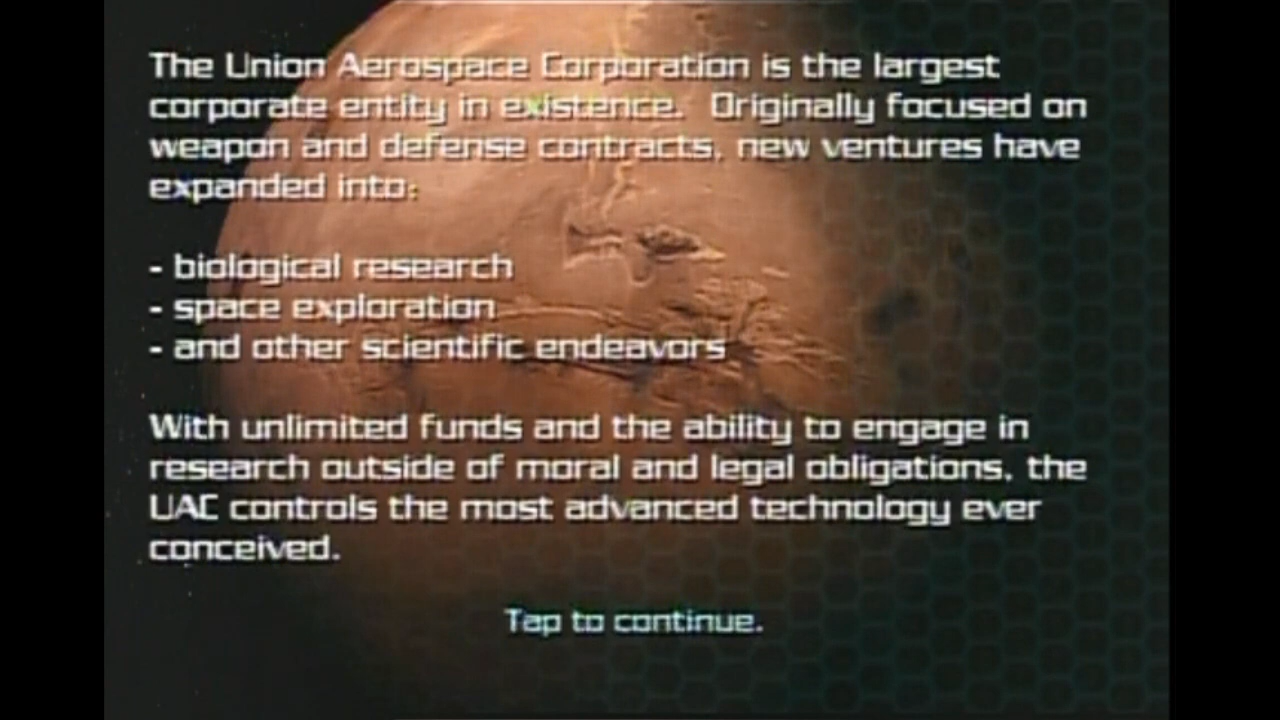 The Union Aerospace Corporation is the largest
corporate entity in existence. Originally focused on
weapon and defense contracts, new ventures have
expanded into:
- biological research
- space exploration
- and other scientific endeavors
With unlimited funds and the ability to engage in
research outside of moral and legal obligations, the
UAC controls the most advanced technology ever
conceived.
Tap to continue.